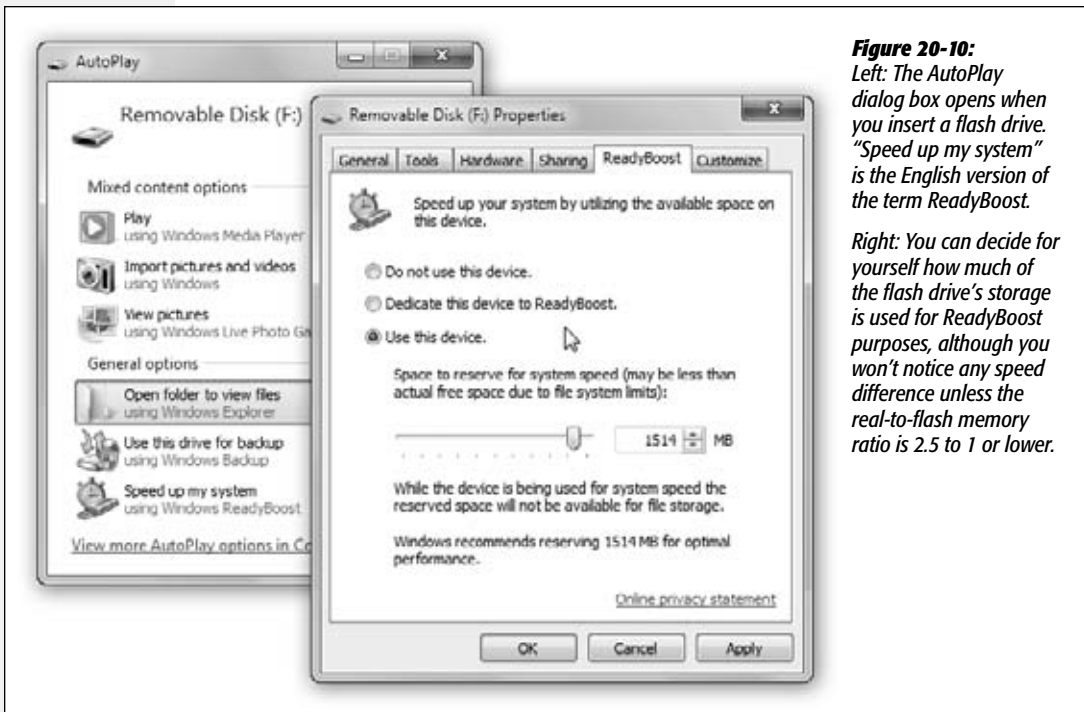 AutoPlay
Removable Disk (F:)
Mixed content options
Play
using Windows Media Player
Import pictures and videos
using Windows
View pictures
using Windows Live Photo Ga
General options
Open folder to view files
using Windows Explorer
Use this drive for backup
using Windows Backup
Speed up my system
using Windows ReadyBoost
View more AutoPlay options in Co
Removable Disk (F:) Properties
General Tools Hardware Sharing ReadyBoost Customize
Speed up your system by utilizing the available space on
this device.
Do not use this device.
Dedicate this device to ReadyBoost.
Use this device.
Space to reserve for system speed (may be less than
actual free space due to file system limits):
1514 MB
While the device is being used for system speed the
reserved space will not be available for file storage.
Windows recommends reserving 1514 MB for optimal
performance.
Online privacy statement
OK Cancel Apply
Figure 20-10:
Left: The AutoPlay
dialog box opens when
you insert a flash drive.
“Speed up my system”
is the English version of
the term ReadyBoost.
Right: You can decide for
yourself how much of
the flash drive’s storage
is used for ReadyBoost
purposes, although you
won’t notice any speed
difference unless the
real-to-flash memory
ratio is 2.5 to 1 or lower.